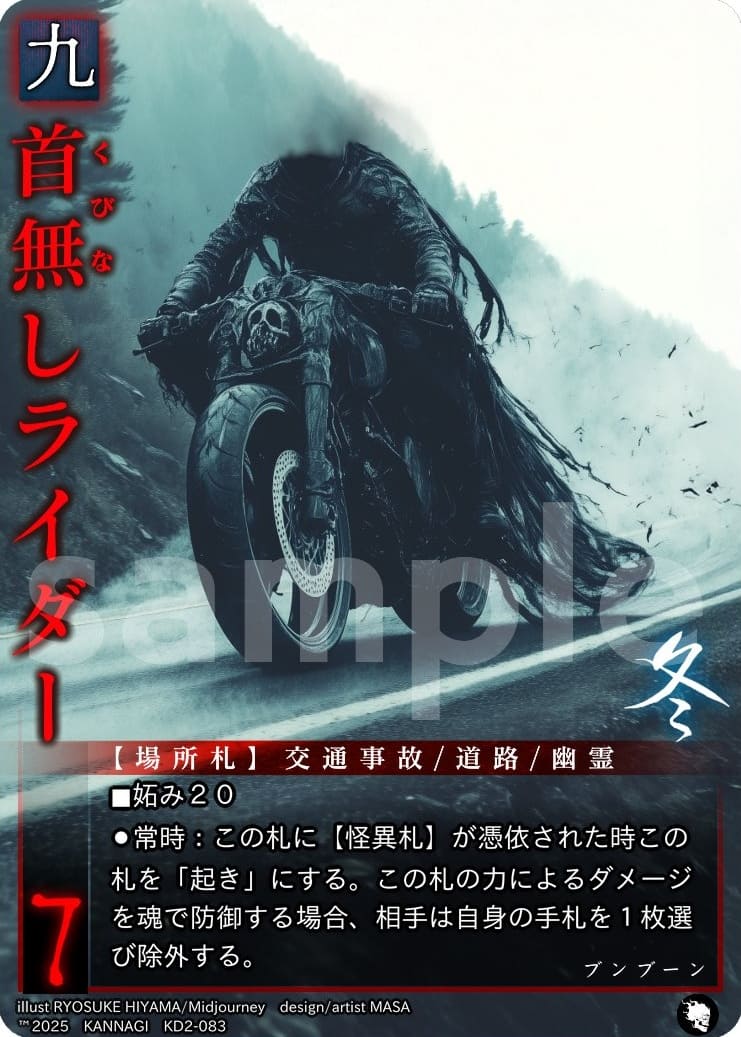 九
首無しライダー
くびな
sample
冬
【場所札】 交通事故/道路/幽霊
■妬み２０
●常時：この札に【怪異札】が憑依された時この
札を「起き」にする。この札の力によるダメージ
を魂で防御する場合、相手は自身の手札を１枚選
び除外する。
7
ブンブーン
illust RYOSUKE HIYAMA/Midjourney design/artist MASA
™2025 KANNAGI KD2-083